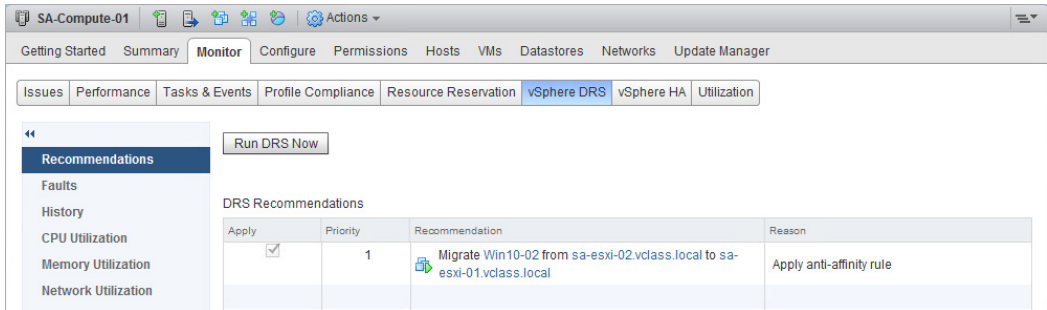 SA-Compute-01 Actions
Getting Started Summary Monitor Configure Permissions Hosts VMs Datastores Networks Update Manager
Issues Performance Tasks & Events Profile Compliance Resource Reservation vSphere DRS vSphere HA Utilization
Run DRS Now
Recommendations
Faults
History
CPU Utilization
Memory Utilization
Network Utilization
DRS Recommendations
Apply Priority Recommendation Reason
1 Migrate Win10-02 from sa-esxi-02.vclass.local to sa-
esxi-01.vclass.local
Apply anti-affinity rule